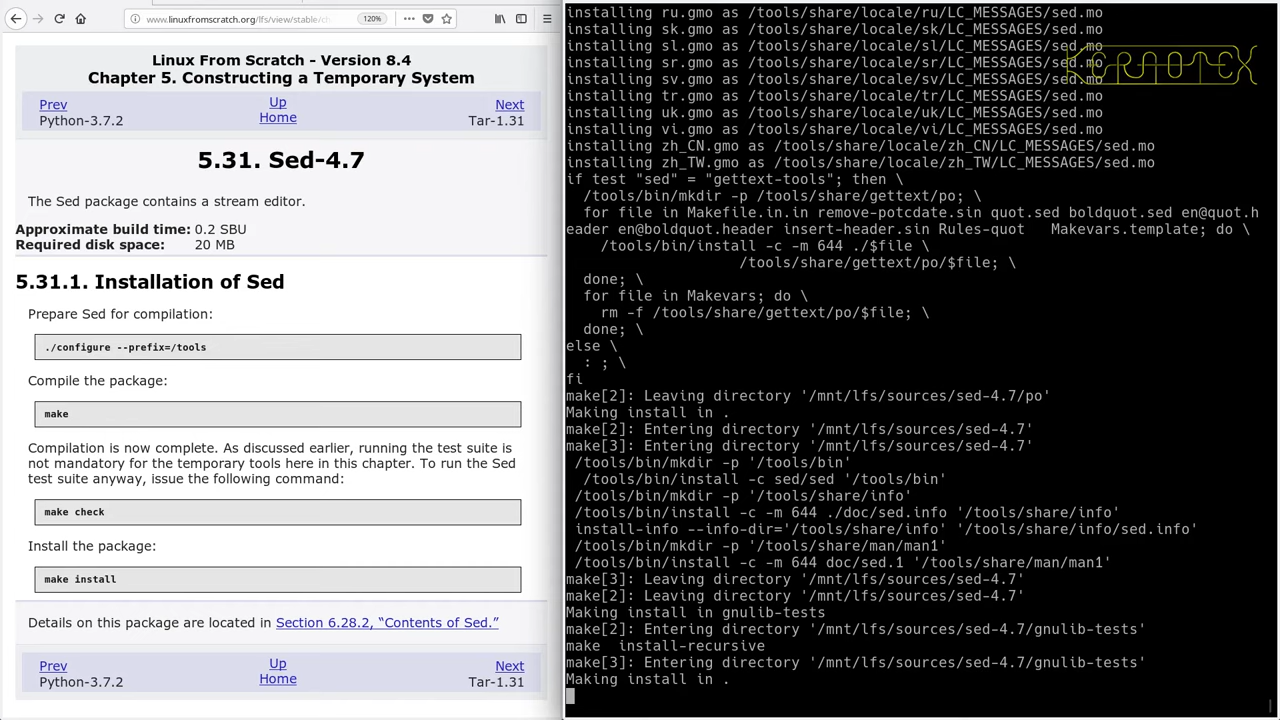 www.linuxfromscratch.org/lfs/view/stable/ch
120%
Linux From Scratch - Version 8.4
Chapter 5. Constructing a Temporary System
Prev
Up
Next
Python-3.7.2
Home
Tar-1.31
5.31. Sed-4.7
The Sed package contains a stream editor.
Approximate build time: 0.2 SBU
Required disk space: 20 MB
5.31.1. Installation of Sed
Prepare Sed for compilation:
./configure --prefix=/tools
Compile the package:
make
Compilation is now complete. As discussed earlier, running the test suite is
not mandatory for the temporary tools here in this chapter. To run the Sed
test suite anyway, issue the following command:
make check
Install the package:
make install
Details on this package are located in Section 6.28.2, “Contents of Sed.”
Prev
Up
Next
Python-3.7.2
Home
Tar-1.31
installing ru.gmo as /tools/share/locale/ru/LC_MESSAGES/sed.mo
installing sk.gmo as /tools/share/locale/sk/LC_MESSAGES/sed.mo
installing sl.gmo as /tools/share/locale/sl/LC_MESSAGES/sed.mo
installing sr.gmo as /tools/share/locale/sr/LC_MESSAGES/sed.mo
installing sv.gmo as /tools/share/locale/sv/LC_MESSAGES/sed.mo
installing tr.gmo as /tools/share/locale/tr/LC_MESSAGES/sed.mo
installing uk.gmo as /tools/share/locale/uk/LC_MESSAGES/sed.mo
installing vi.gmo as /tools/share/locale/vi/LC_MESSAGES/sed.mo
installing zh_CN.gmo as /tools/share/locale/zh_CN/LC_MESSAGES/sed.mo
installing zh_TW.gmo as /tools/share/locale/zh_TW/LC_MESSAGES/sed.mo
if test "sed" = "gettext-tools"; then \
/tools/bin/mkdir -p /tools/share/gettext/po; \
for file in Makefile.in.in remove-potcdate.sin quot.sed boldquot.sed en@quot.h
eader en@boldquot.header insert-header.sin Rules-quot Makevars.template; do \
/tools/bin/install -c -m 644 ./$file \
/tools/share/gettext/po/$file; \
done; \
for file in Makevars; do \
rm -f /tools/share/gettext/po/$file; \
done; \
else \
: ; \
fi
make[2]: Leaving directory '/mnt/lfs/sources/sed-4.7/po'
Making install in .
make[2]: Entering directory '/mnt/lfs/sources/sed-4.7'
make[3]: Entering directory '/mnt/lfs/sources/sed-4.7'
/tools/bin/mkdir -p '/tools/bin'
/tools/bin/install -c sed/sed '/tools/bin'
/tools/bin/mkdir -p '/tools/share/info'
/tools/bin/install -c -m 644 ./doc/sed.info '/tools/share/info'
install-info --info-dir='/tools/share/info' '/tools/share/info/sed.info'
/tools/bin/mkdir -p '/tools/share/man/man1'
/tools/bin/install -c -m 644 doc/sed.1 '/tools/share/man/man1'
make[3]: Leaving directory '/mnt/lfs/sources/sed-4.7'
make[2]: Leaving directory '/mnt/lfs/sources/sed-4.7'
Making install in gnulib-tests
make[2]: Entering directory '/mnt/lfs/sources/sed-4.7/gnulib-tests'
make install-recursive
make[3]: Entering directory '/mnt/lfs/sources/sed-4.7/gnulib-tests'
Making install in .